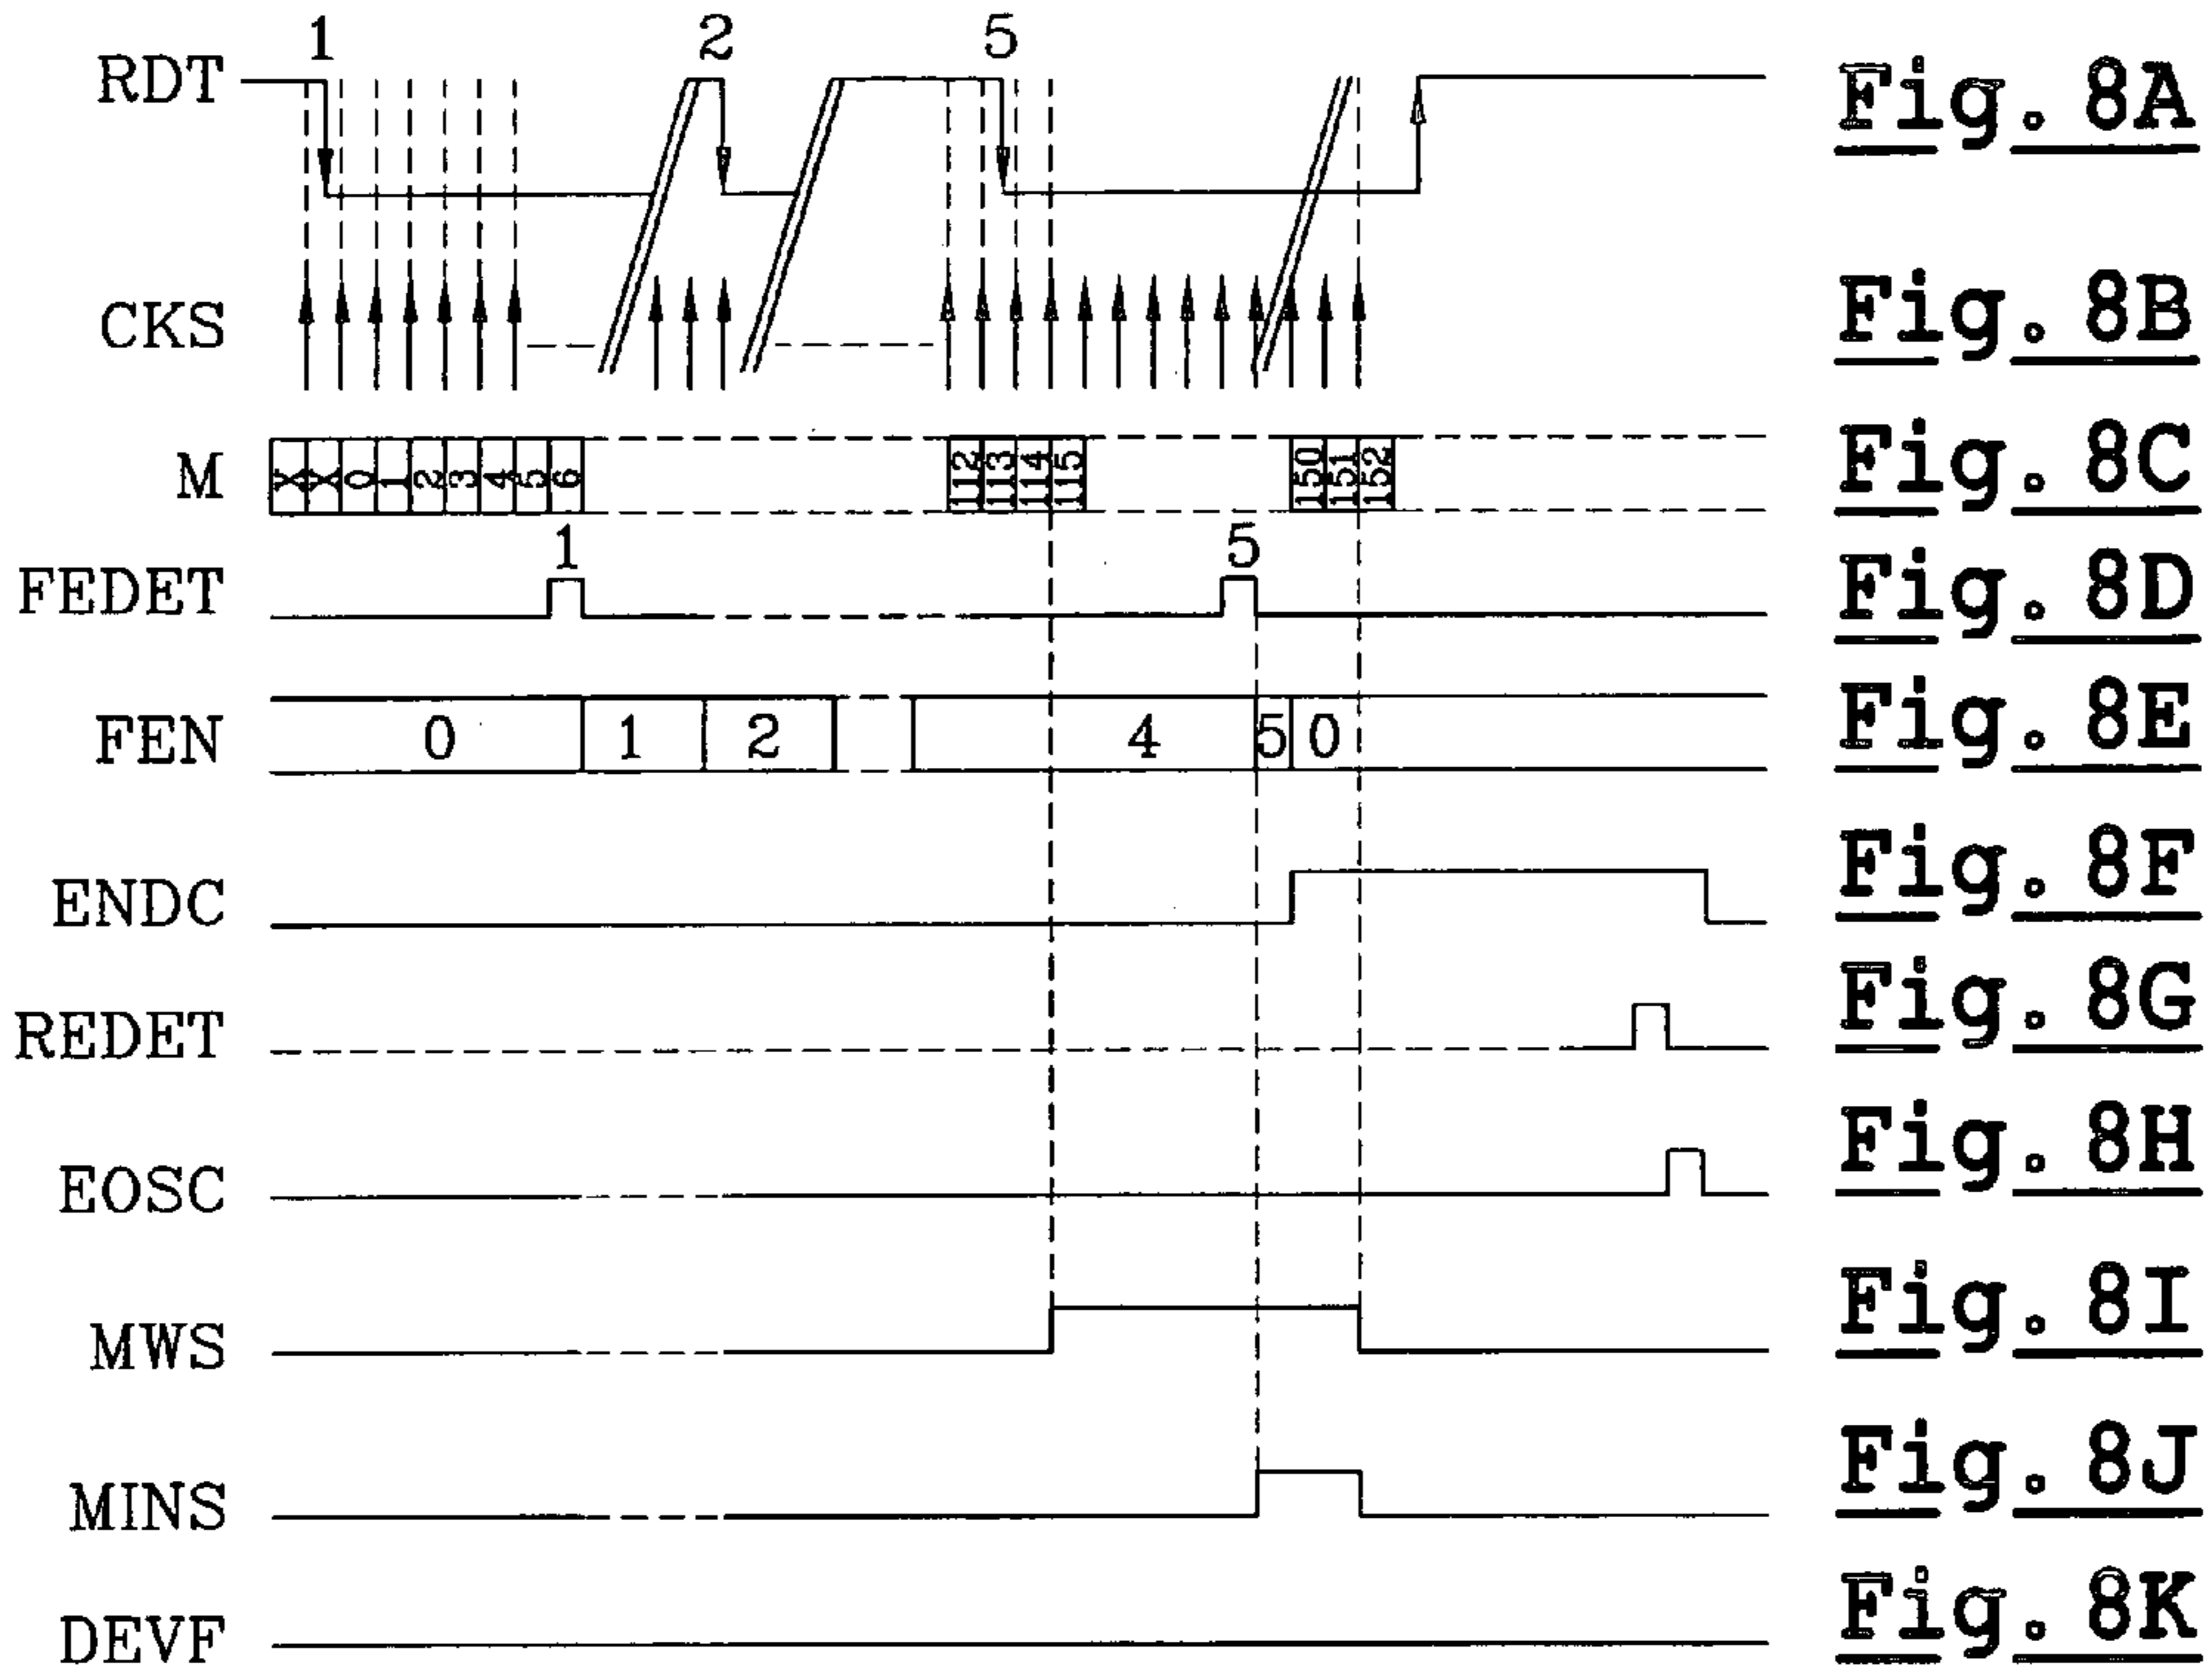 1 2 5
RDT Fig. 8A
CKS Fig. 8B
M X X 0 1 2 3 4 5 6 112 113 114 115 150 151 152 Fig. 8C
1 5
FEDET Fig. 8D
FEN 0 1 2 4 5 0 Fig. 8E
ENDC Fig. 8F
REDET Fig. 8G
EOSC Fig. 8H
MWS Fig. 8I
MINS Fig. 8J
DEVF Fig. 8K